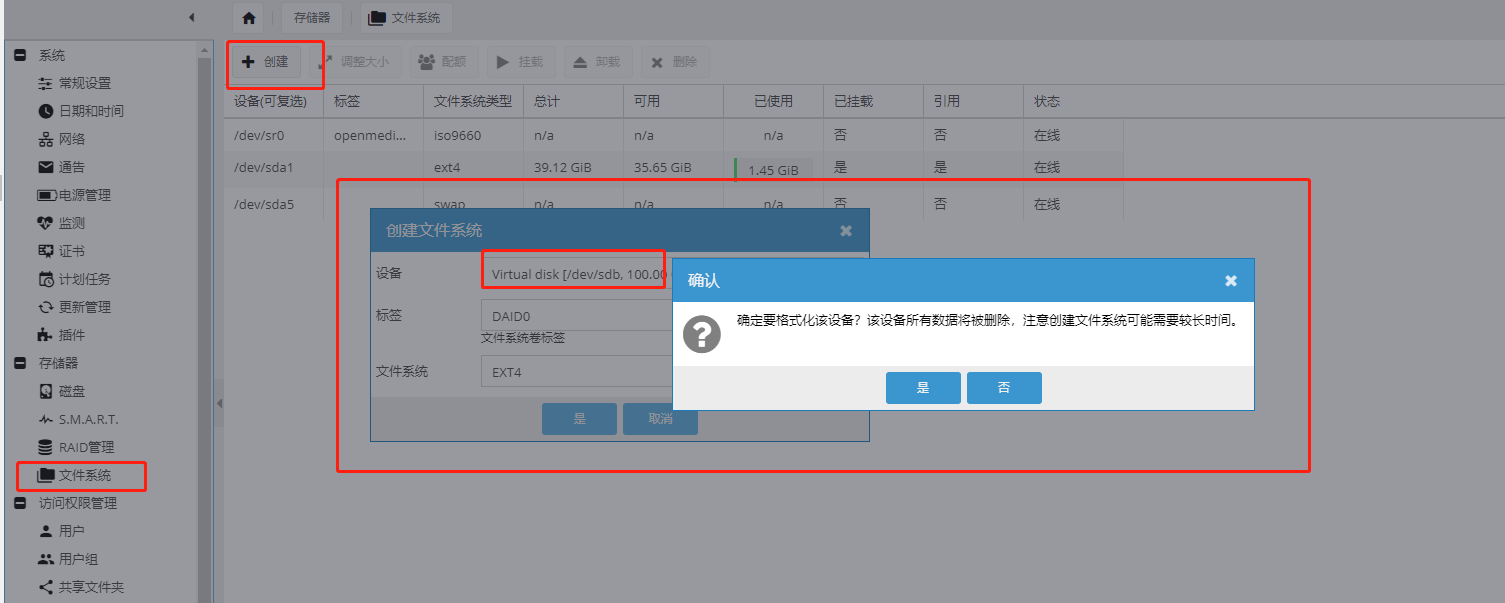 存储器 文件系统
系统
常规设置
日期和时间
网络
通告
电源管理
监测
证书
计划任务
更新管理
插件
存储器
磁盘
S.M.A.R.T.
RAID管理
文件系统
访问权限管理
用户
用户组
共享文件夹
创建 调整大小 配额 挂载 卸载 删除
设备(可复选) 标签 文件系统类型 总计 可用 已使用 已挂载 引用 状态
/dev/sr0 openmedi... iso9660 n/a n/a n/a 否 否 在线
/dev/sda1 ext4 39.12 GiB 35.65 GiB 1.45 GiB 是 是 在线
/dev/sda5 swap n/a n/a n/a 否 否 在线
创建文件系统
设备 Virtual disk [/dev/sdb, 100.00
标签 DAID0
文件系统卷标签
文件系统 EXT4
是 取消
确认
确定要格式化该设备？该设备所有数据将被删除，注意创建文件系统可能需要较长时间。
是 否